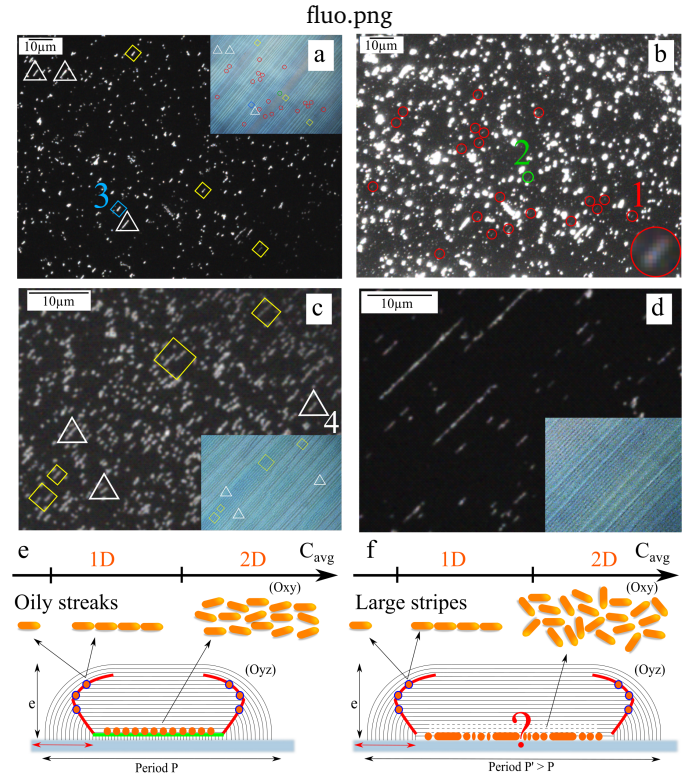 fluo.png
10µm
a
3
10µm
b
2
1
10µm
c
4
10µm
d
e
1D
2D
C_avg
(Oxy)
Oily streaks
(Oyz)
e
Period P
f
1D
2D
C_avg
(Oxy)
Large stripes
(Oyz)
e
?
Period P' > P